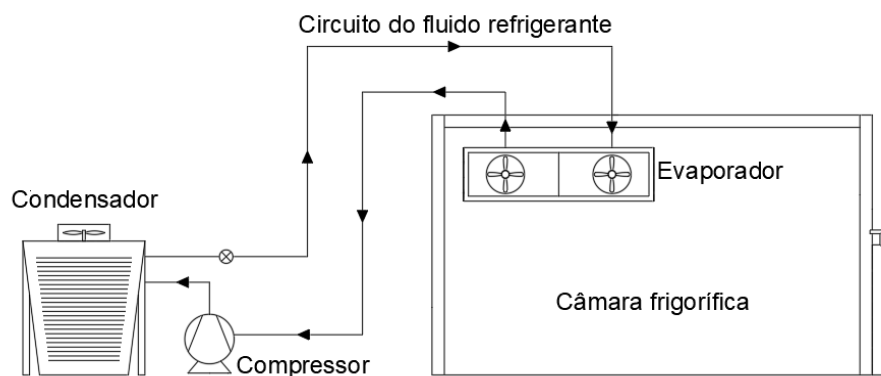 Circuito do fluido refrigerante
Condensador
Evaporador
Câmara frigorífica
Compressor